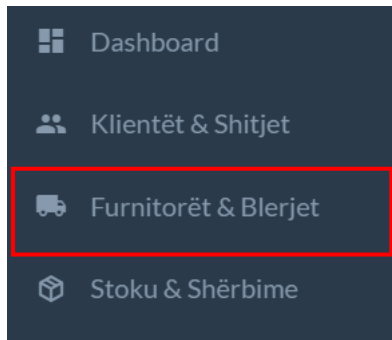 Dashboard
Klientët & Shitjet
Furnitorët & Blerjet
Stoku & Shërbime